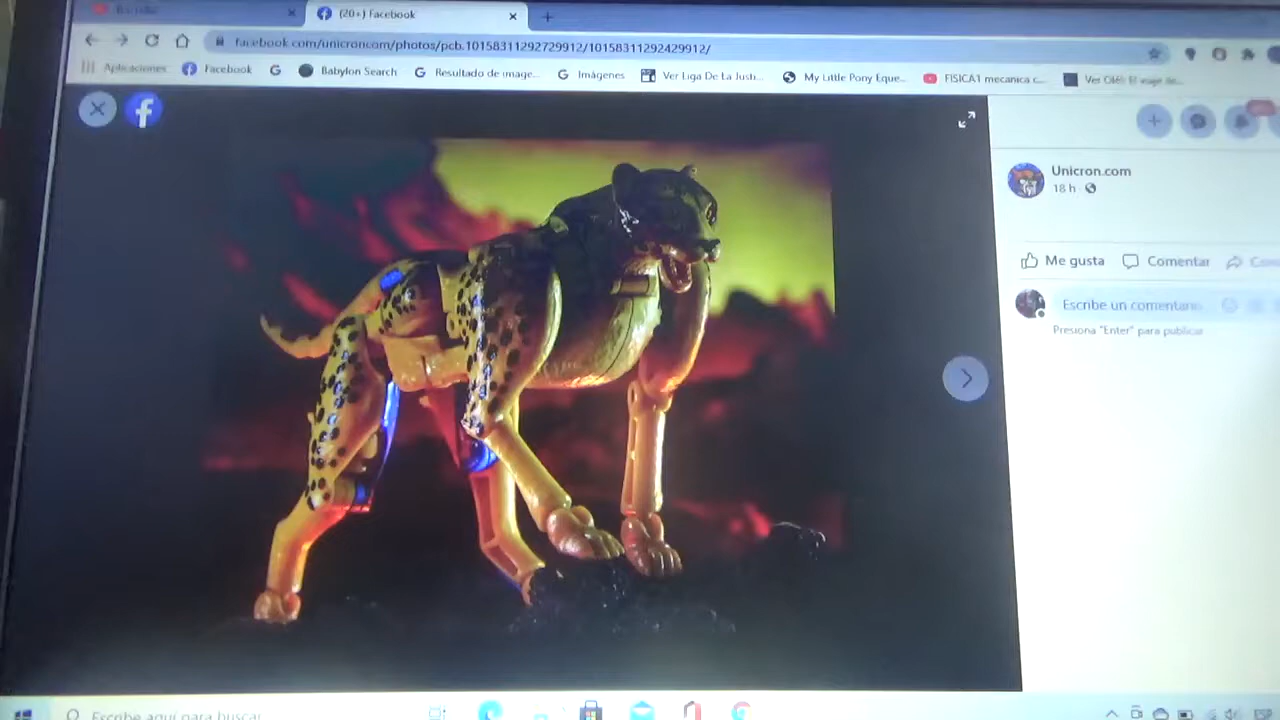 (20+) Facebook
facebook.com/unicroncom/photos/pcb.10158311292729912/10158311292429912/
Aplicaciones
Facebook
Babylon Search
Resultado de image...
Imágenes
Ver Liga De La Justi...
My Little Pony Eque...
FISICA1 mecanica c...
Unicron.com
18 h
Me gusta
Comentar
Escribe un comentario
Presiona "Enter" para publicar
Escribe aquí para buscar